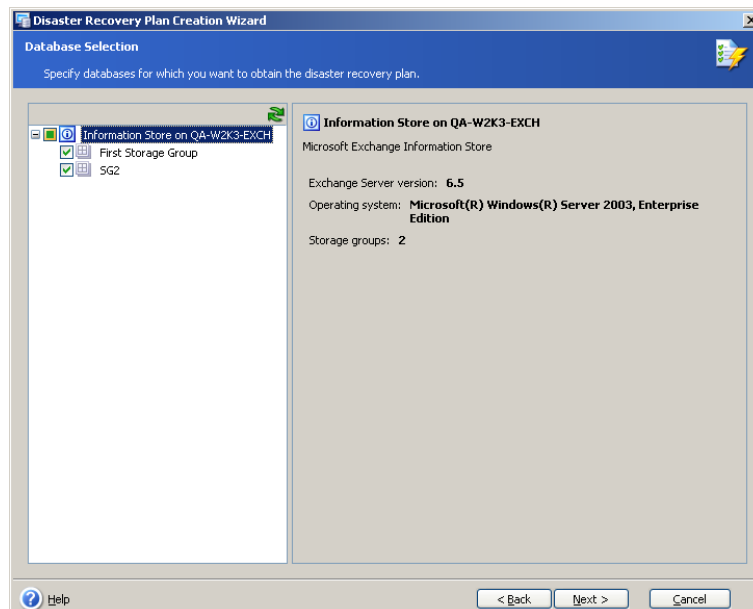 Disaster Recovery Plan Creation Wizard
Database Selection
Specify databases for which you want to obtain the disaster recovery plan.
Information Store on QA-W2K3-EXCH
First Storage Group
SG2
Information Store on QA-W2K3-EXCH
Microsoft Exchange Information Store
Exchange Server version: 6.5
Operating system: Microsoft(R) Windows(R) Server 2003, Enterprise
Edition
Storage groups: 2
Help
< Back
Next >
Cancel